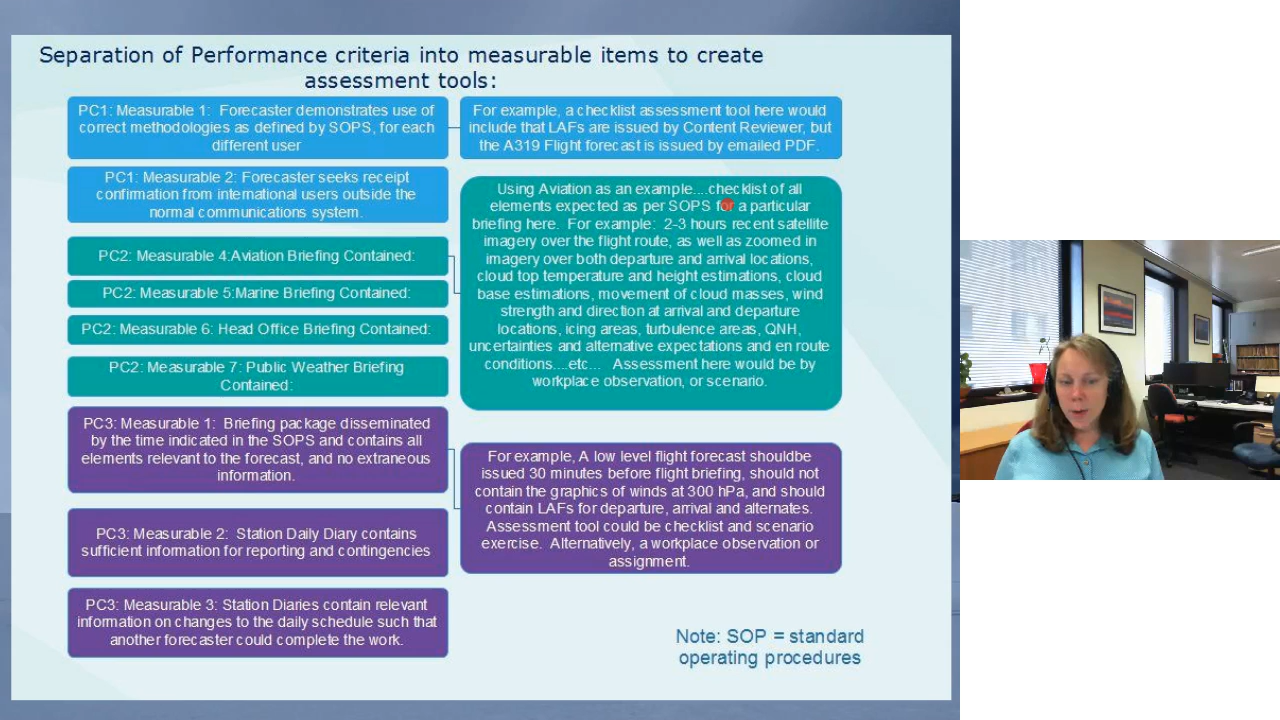 Separation of Performance criteria into measurable items to create
assessment tools:
PC1: Measurable 1:  Forecaster demonstrates use of
correct methodologies as defined by SOPS, for each
different user
For example, a checklist assessment tool here would
include that LAFs are issued by Content Reviewer, but
the A319 Flight forecast is issued by emailed PDF.
PC1: Measurable 2: Forecaster seeks receipt
confirmation from international users outside the
normal communications system.
PC2: Measurable 4:Aviation Briefing Contained:
PC2: Measurable 5:Marine Briefing Contained:
PC2: Measurable 6: Head Office Briefing Contained:
PC2: Measurable 7: Public Weather Briefing
Contained:
Using Aviation as an example....checklist of all
elements expected as per SOPS for a particular
briefing here.  For example:  2-3 hours recent satellite
imagery over the flight route, as well as zoomed in
imagery over both departure and arrival locations,
cloud top temperature and height estimations, cloud
base estimations, movement of cloud masses, wind
strength and direction at arrival and departure
locations, icing areas, turbulence areas, QNH,
uncertainties and alternative expectations and en route
conditions....etc...   Assessment here would be by
workplace observation, or scenario.
PC3: Measurable 1:  Briefing package disseminated
by the time indicated in the SOPS and contains all
elements relevant to the forecast, and no extraneous
information.
PC3: Measurable 2:  Station Daily Diary contains
sufficient information for reporting and contingencies
PC3: Measurable 3: Station Diaries contain relevant
information on changes to the daily schedule such that
another forecaster could complete the work.
For example, A low level flight forecast shouldbe
issued 30 minutes before flight briefing, should not
contain the graphics of winds at 300 hPa, and should
contain LAFs for departure, arrival and alternates.
Assessment tool could be checklist and scenario
exercise.  Alternatively, a workplace observation or
assignment.
Note: SOP = standard
operating procedures